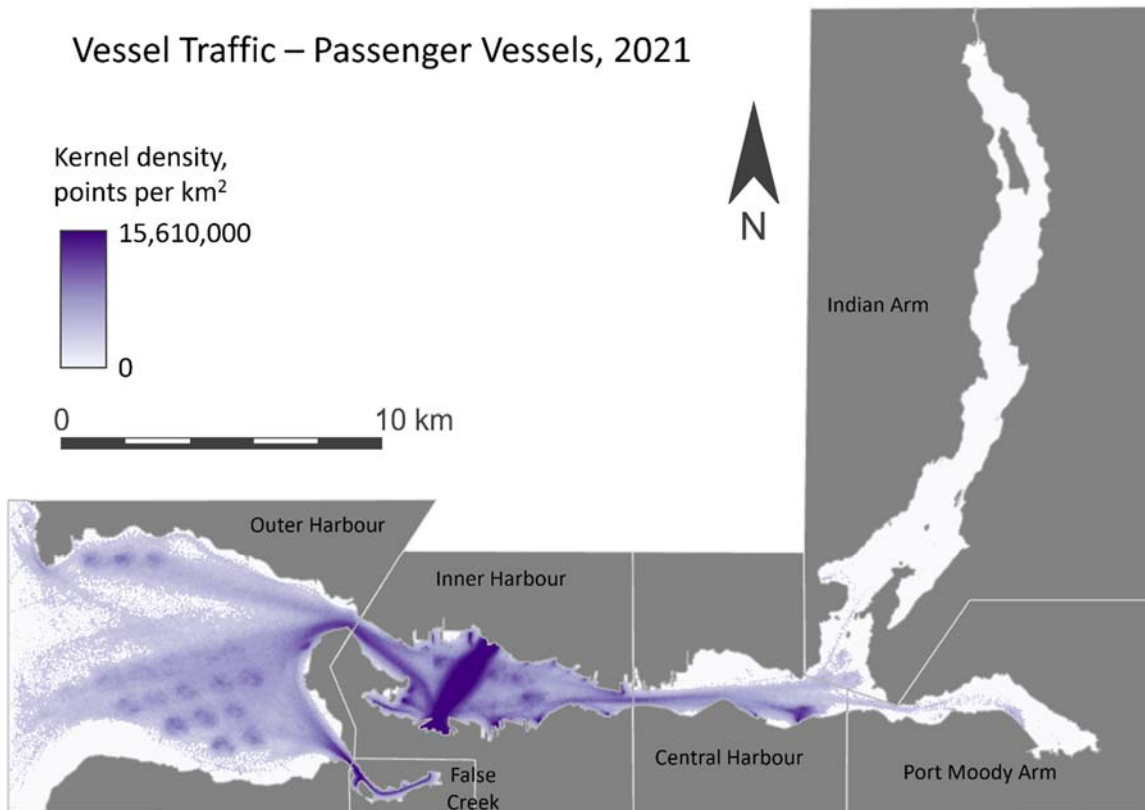 Vessel Traffic – Passenger Vessels, 2021
Kernel density,
points per km²
15,610,000
0
0
10 km
N
Indian Arm
Outer Harbour
Inner Harbour
Central Harbour
False
Creek
Port Moody Arm